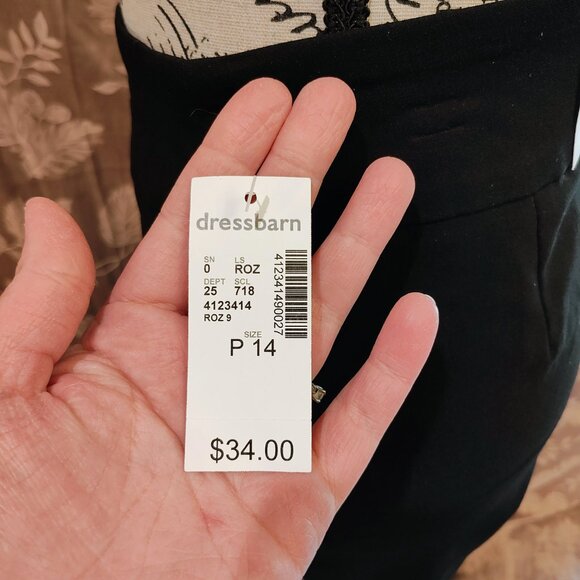 dressbarn
SN LS
0 ROZ
DEPT SCL
25 718
4123414
ROZ 9
412341490027
SIZE
P 14
$34.00